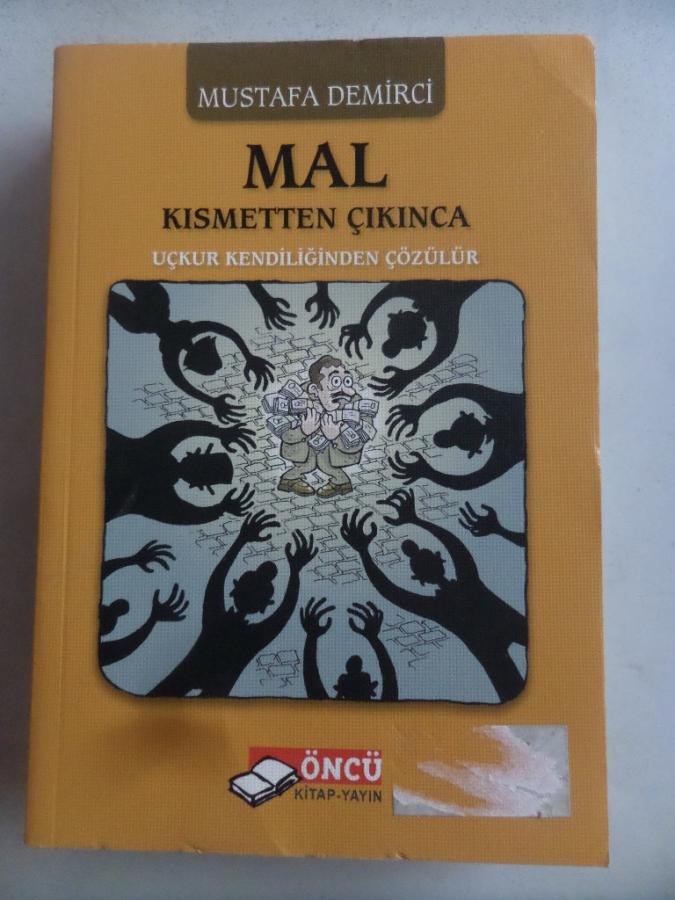 MUSTAFA DEMİRCİ
MAL
KISMETTEN ÇIKINCA
UÇKUR KENDİLİĞİNDEN ÇÖZÜLÜR
ÖNCÜ
KİTAP-YAYIN